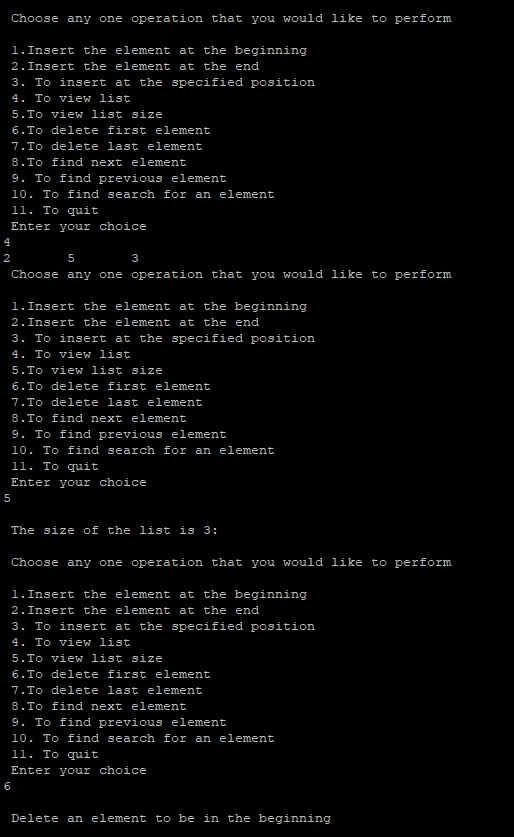 Choose any one operation that you would like to perform
1.Insert the element at the beginning
2.Insert the element at the end
3. To insert at the specified position
4. To view list
5.To view list size
6.To delete first element
7.To delete last element
8.To find next element
9. To find previous element
10. To find search for an element
11. To quit
Enter your choice
4
2 5 3
Choose any one operation that you would like to perform
1.Insert the element at the beginning
2.Insert the element at the end
3. To insert at the specified position
4. To view list
5.To view list size
6.To delete first element
7.To delete last element
8.To find next element
9. To find previous element
10. To find search for an element
11. To quit
Enter your choice
5
The size of the list is 3:
Choose any one operation that you would like to perform
1.Insert the element at the beginning
2.Insert the element at the end
3. To insert at the specified position
4. To view list
5.To view list size
6.To delete first element
7.To delete last element
8.To find next element
9. To find previous element
10. To find search for an element
11. To quit
Enter your choice
6
Delete an element to be in the beginning